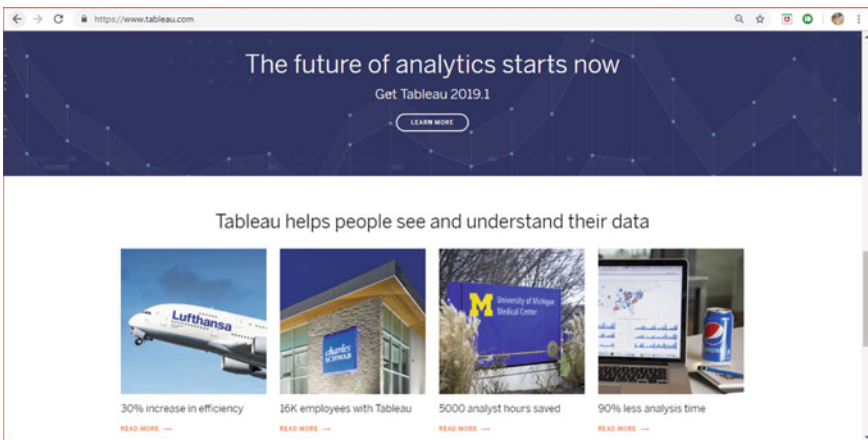 https://www.tableau.com
The future of analytics starts now
Get Tableau 2019.1
LEARN MORE
Tableau helps people see and understand their data
Lufthansa
charles
SCHWAB
M University of Michigan
Medical Center
pepsi
30% increase in efficiency
16K employees with Tableau
5000 analyst hours saved
90% less analysis time
READ MORE
READ MORE
READ MORE
READ MORE